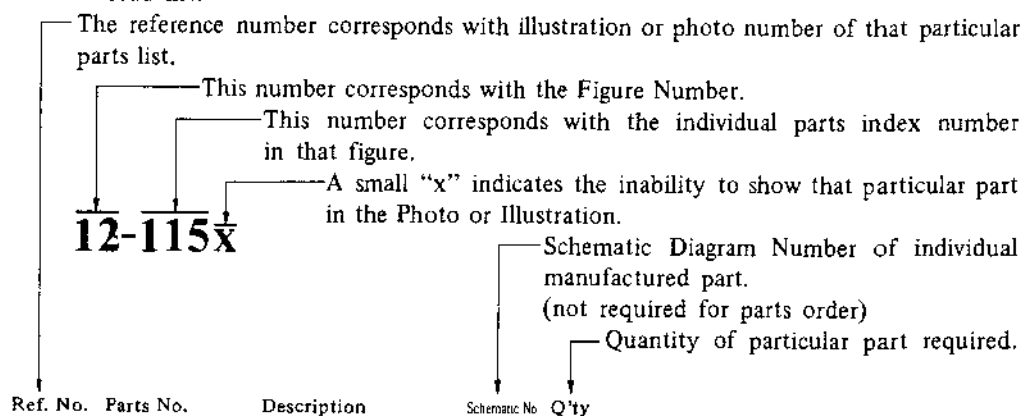 The reference number corresponds with illustration or photo number of that particular
parts list.
This number corresponds with the Figure Number.
This number corresponds with the individual parts index number
in that figure.
A small “x” indicates the inability to show that particular part
in the Photo or Illustration.
12-115x
Schematic Diagram Number of individual
manufactured part.
(not required for parts order)
Quantity of particular part required.
Ref. No. Parts No. Description Schematic No Q'ty